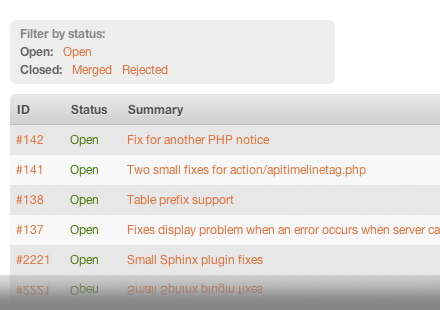 Filter by status:
Open: Open
Closed: Merged Rejected
ID Status Summary
#142 Open Fix for another PHP notice
#141 Open Two small fixes for action/apitimelinetag.php
#138 Open Table prefix support
#137 Open Fixes display problem when an error occurs when server ca
#2221 Open Small Sphinx plugin fixes